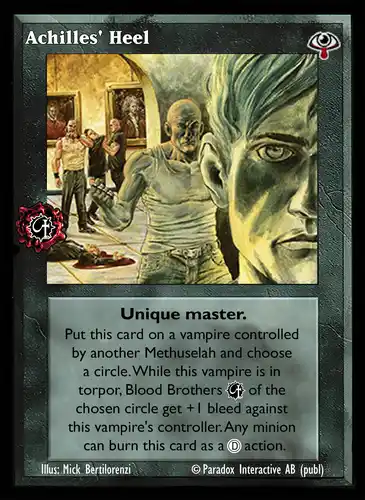 Achilles' Heel
Unique master.
Put this card on a vampire controlled
by another Methuselah and choose
a circle. While this vampire is in
torpor, Blood Brothers of the
chosen circle get +1 bleed against
this vampire's controller. Any minion
can burn this card as a D action.
Illus: Mick Bertilorenzi © Paradox Interactive AB (publ)